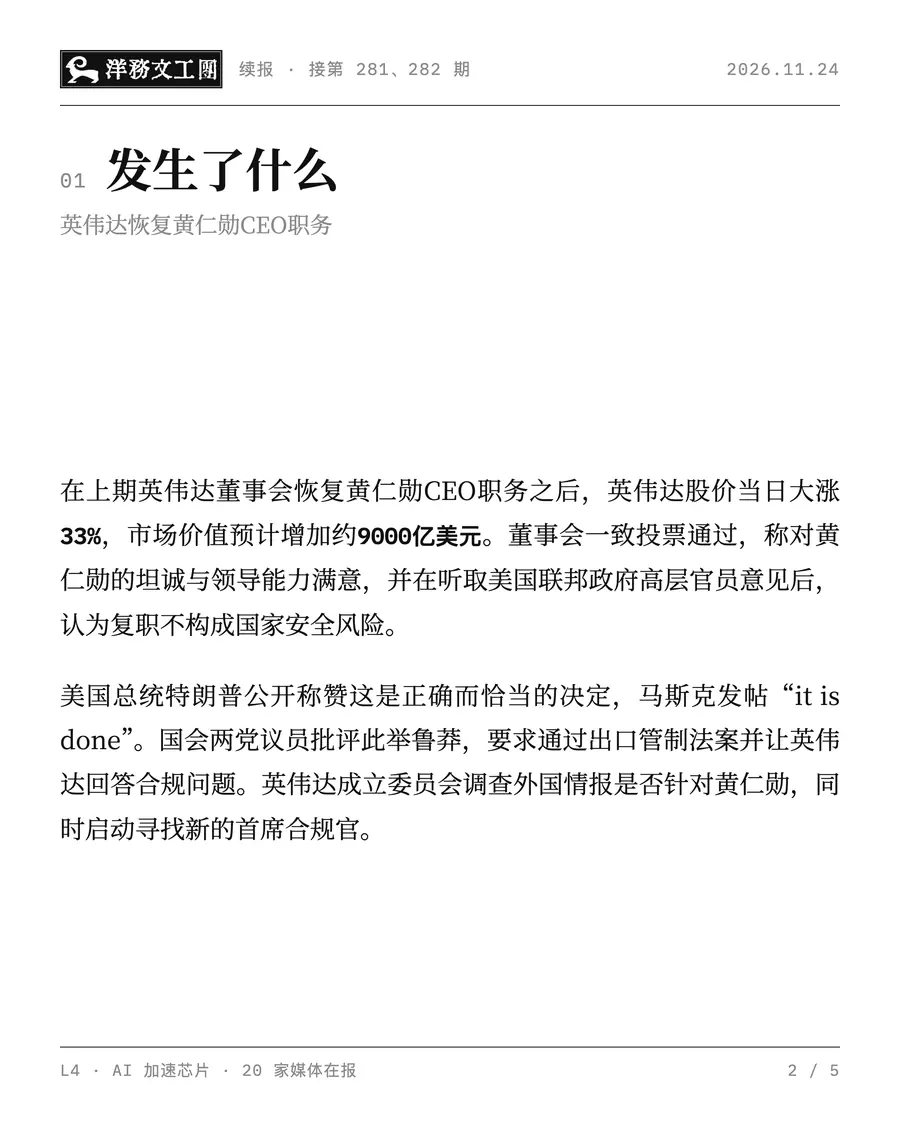 洋務文工團 续报 · 接第 281、282 期 2026.11.24
01 发生了什么
英伟达恢复黄仁勋CEO职务
在上期英伟达董事会恢复黄仁勋CEO职务之后，英伟达股价当日大涨
33%，市场价值预计增加约9000亿美元。董事会一致投票通过，称对黄
仁勋的坦诚与领导能力满意，并在听取美国联邦政府高层官员意见后，
认为复职不构成国家安全风险。
美国总统特朗普公开称赞这是正确而恰当的决定，马斯克发帖“it is
done”。国会两党议员批评此举鲁莽，要求通过出口管制法案并让英伟
达回答合规问题。英伟达成立委员会调查外国情报是否针对黄仁勋，同
时启动寻找新的首席合规官。
L4 · AI 加速芯片 · 20 家媒体在报 2 / 5